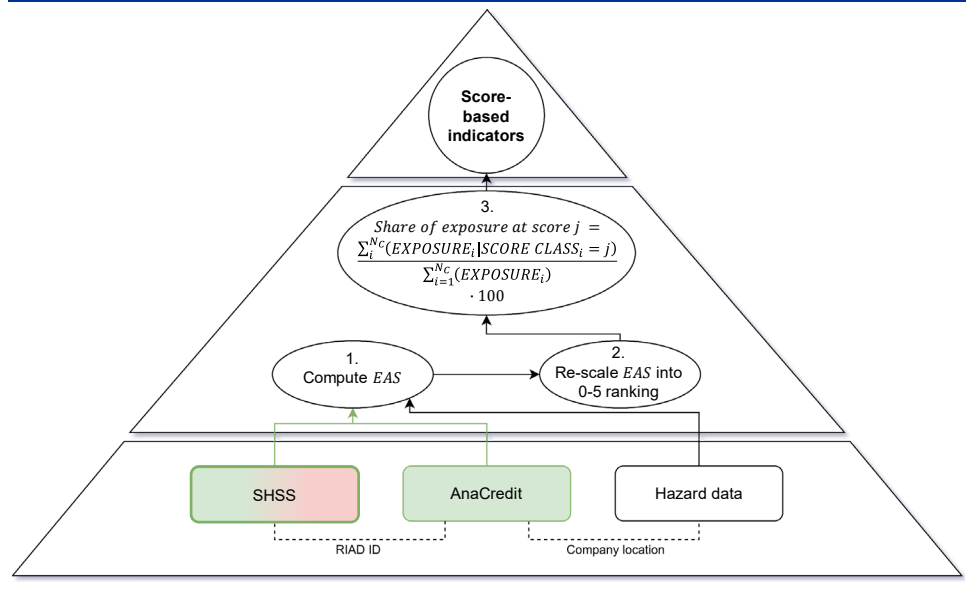 Score-
based
indicators
3.
Share of exposure at score j =
∑_i^{N_C}(EXPOSURE_i|SCORE CLASS_i = j)
∑_{i=1}^{N_C}(EXPOSURE_i)
· 100
1.
Compute EAS
2.
Re-scale EAS into
0-5 ranking
SHSS
AnaCredit
Hazard data
RIAD ID
Company location